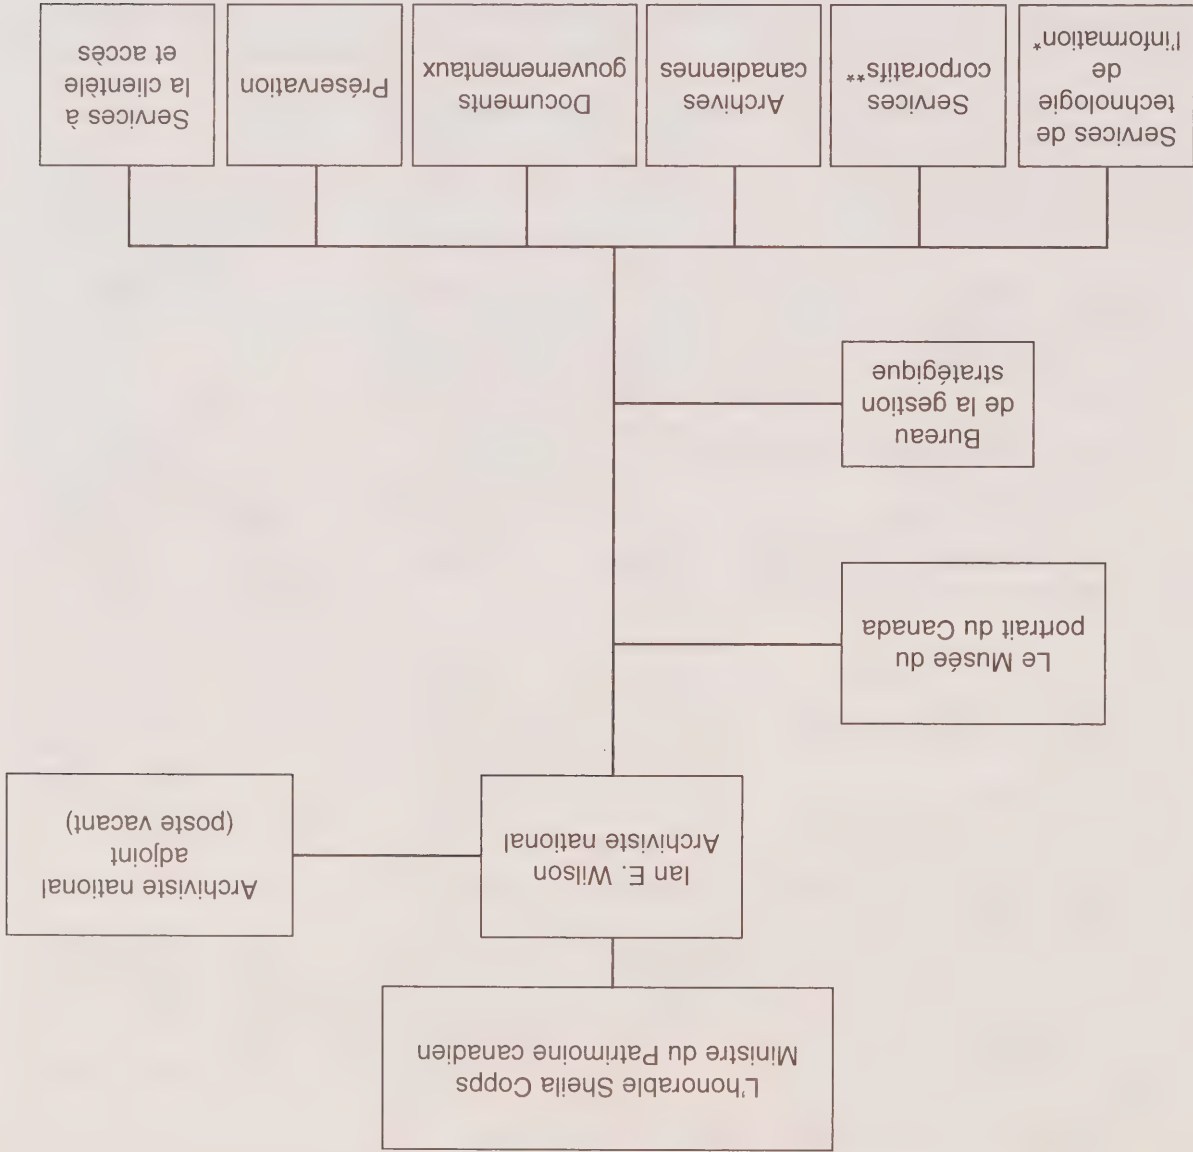 L'honorable Sheila Copps
Ministre du Patrimoine canadien
Ian E. Wilson
Archiviste national
Archiviste national
adjoint
(poste vacant)
Le Musée du
portrait du Canada
Bureau
de la gestion
stratégique
Services de
technologie
de
l'information*
Services
corporatifs**
Archives
canadiennes
Documents
gouvernementaux
Préservation
Services à
la clientèle
et accès